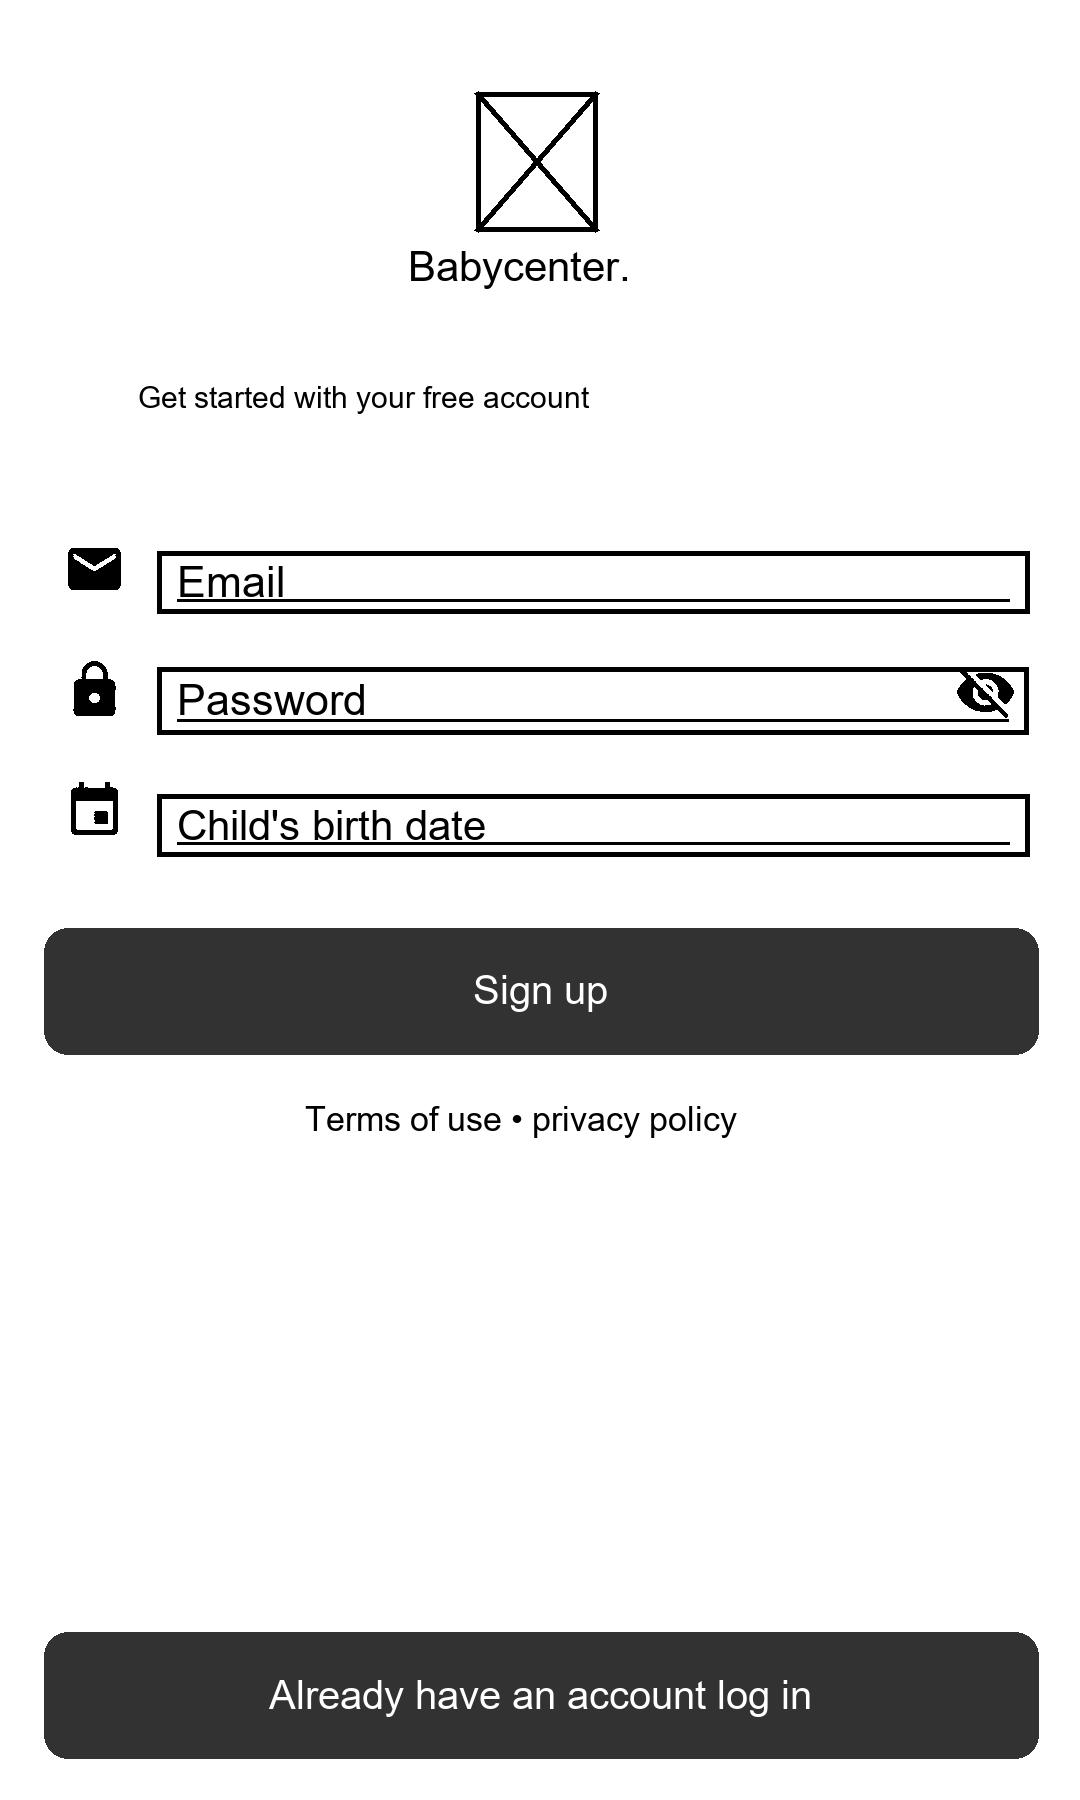 Babycenter.
Get started with your free account
Email
Password
Child's birth date
Sign up
Terms of use • privacy policy
Already have an account log in